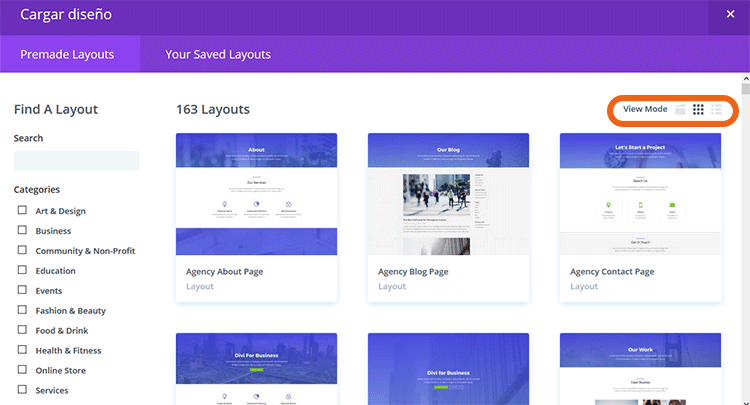 Cargar diseño
Premade Layouts
Your Saved Layouts
Find A Layout
163 Layouts
View Mode
Search
Categories
Art & Design
Business
Community & Non-Profit
Education
Events
Fashion & Beauty
Food & Drink
Health & Fitness
Online Store
Services
About
Our Services
Agency About Page
Layout
Our Blog
Agency Blog Page
Layout
Let's Start a Project
Reach Us
Get In Touch
Agency Contact Page
Layout
Divi For Business
Divi for Business
Our Work